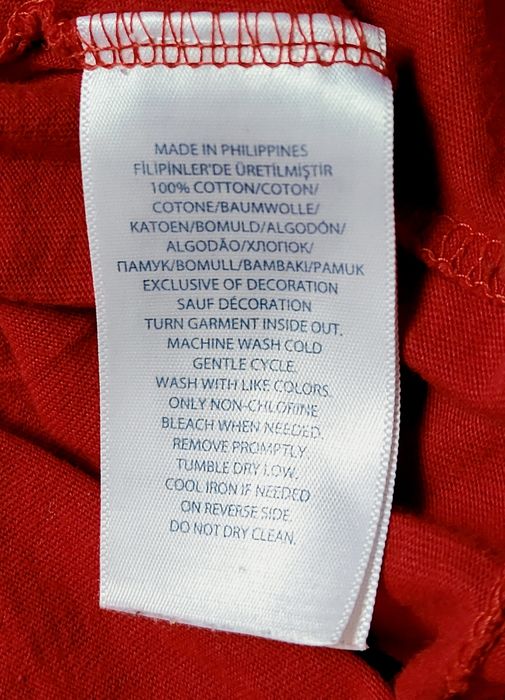 MADE IN PHILIPPINES
FİLİPİNLER'DE ÜRETİLMİŞTİR
100% COTTON/COTON/
COTONE/BAUMWOLLE/
KATOEN/BOMULD/ALGODÓN/
ALGODÃO/ХЛОПОК/
ПАМУК/BOMULL/BAMBAKI/PAMUK
EXCLUSIVE OF DECORATION
SAUF DÉCORATION
TURN GARMENT INSIDE OUT.
MACHINE WASH COLD
GENTLE CYCLE.
WASH WITH LIKE COLORS.
ONLY NON-CHLORINE
BLEACH WHEN NEEDED.
REMOVE PROMPTLY.
TUMBLE DRY LOW.
COOL IRON IF NEEDED
ON REVERSE SIDE.
DO NOT DRY CLEAN.